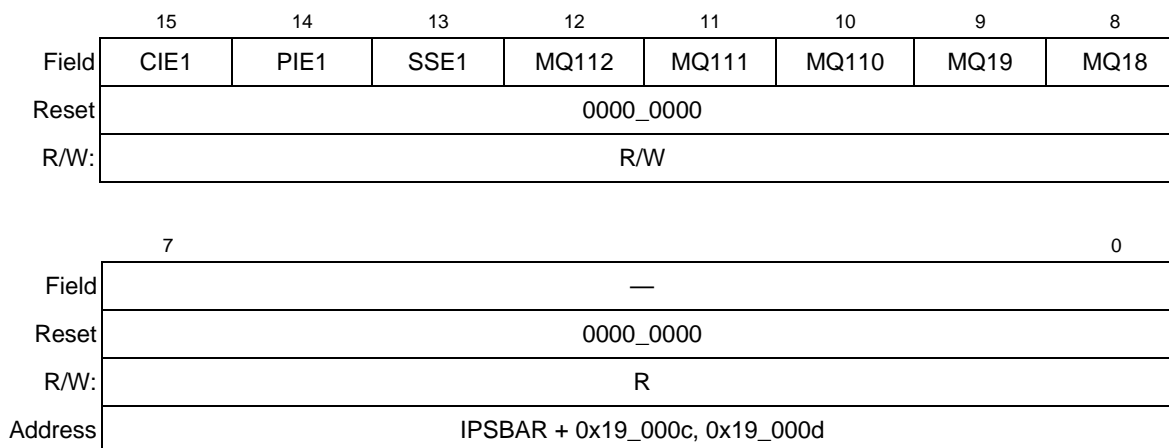 15 14 13 12 11 10 9 8
Field CIE1 PIE1 SSE1 MQ112 MQ111 MQ110 MQ19 MQ18
Reset 0000_0000
R/W: R/W
7 0
Field —
Reset 0000_0000
R/W: R
Address IPSBAR + 0x19_000c, 0x19_000d